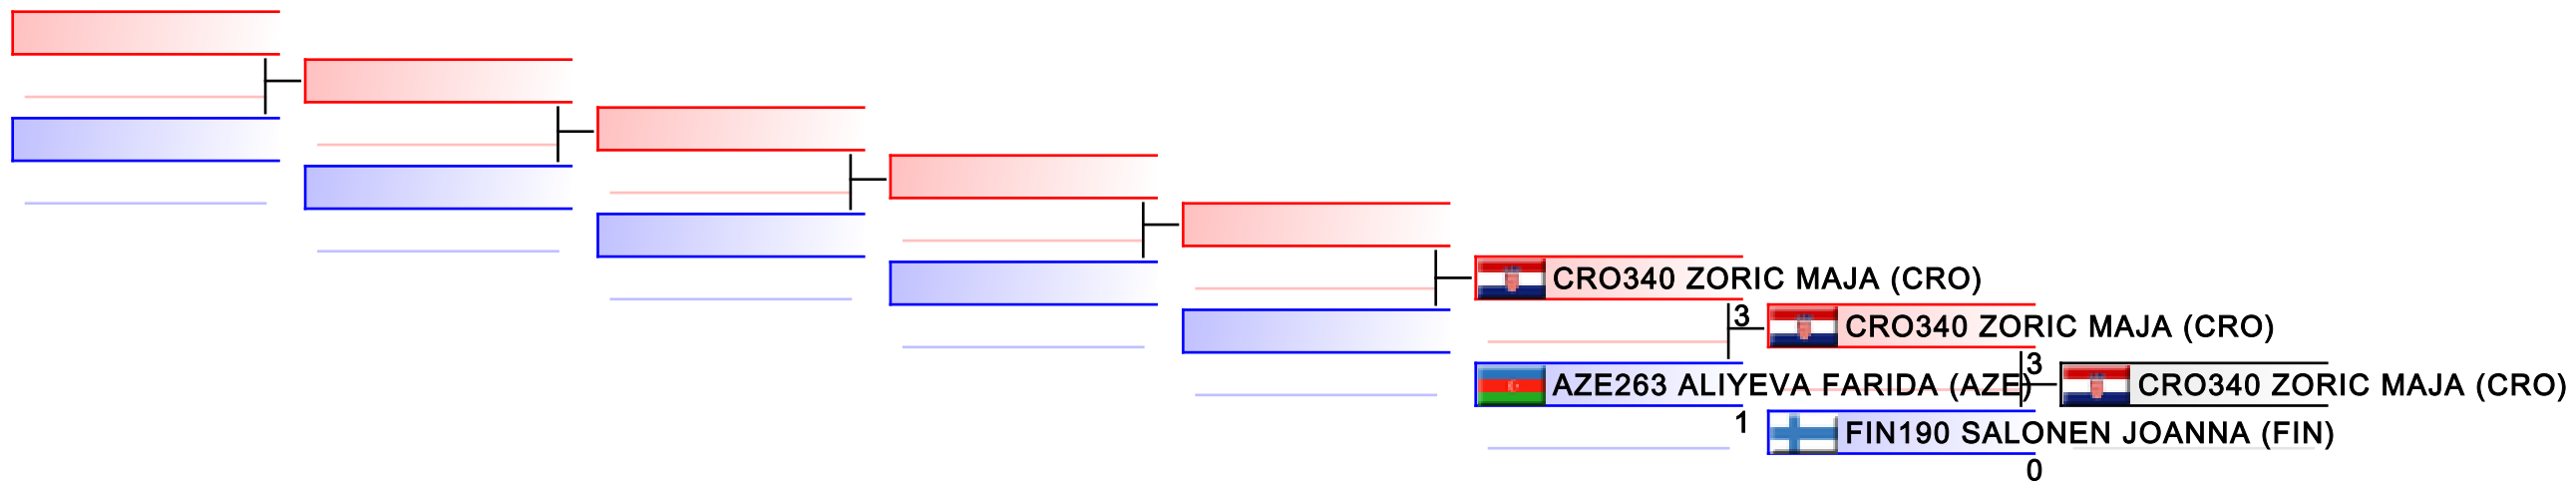 CRO340 ZORIC MAJA (CRO)
3
CRO340 ZORIC MAJA (CRO)
3
AZE263 ALIYEVA FARIDA (AZE)
CRO340 ZORIC MAJA (CRO)
1
FIN190 SALONEN JOANNA (FIN)
0